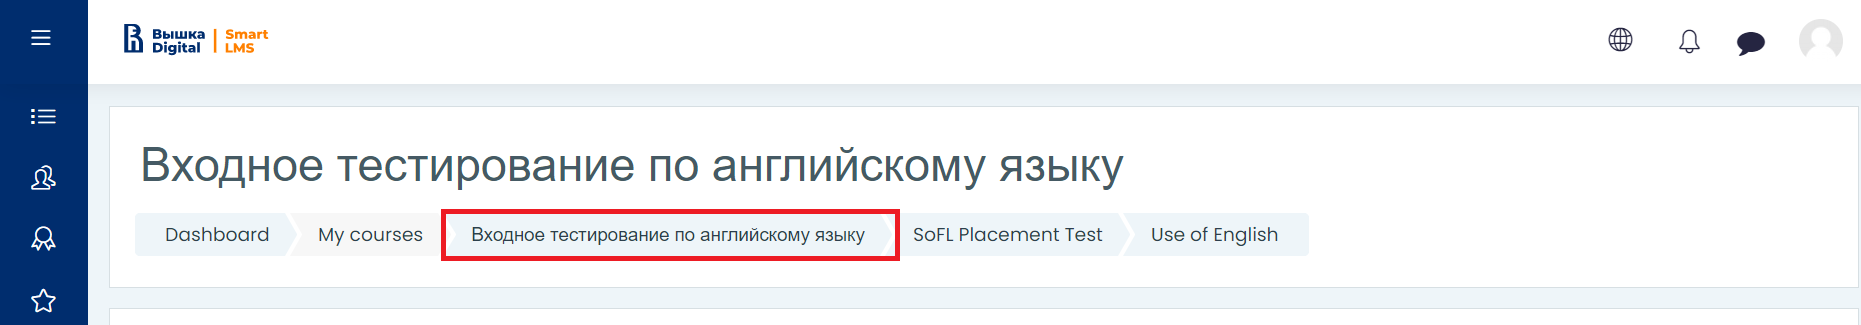 Вышка Digital Smart LMS
Входное тестирование по английскому языку
Dashboard My courses Входное тестирование по английскому языку SoFL Placement Test Use of English